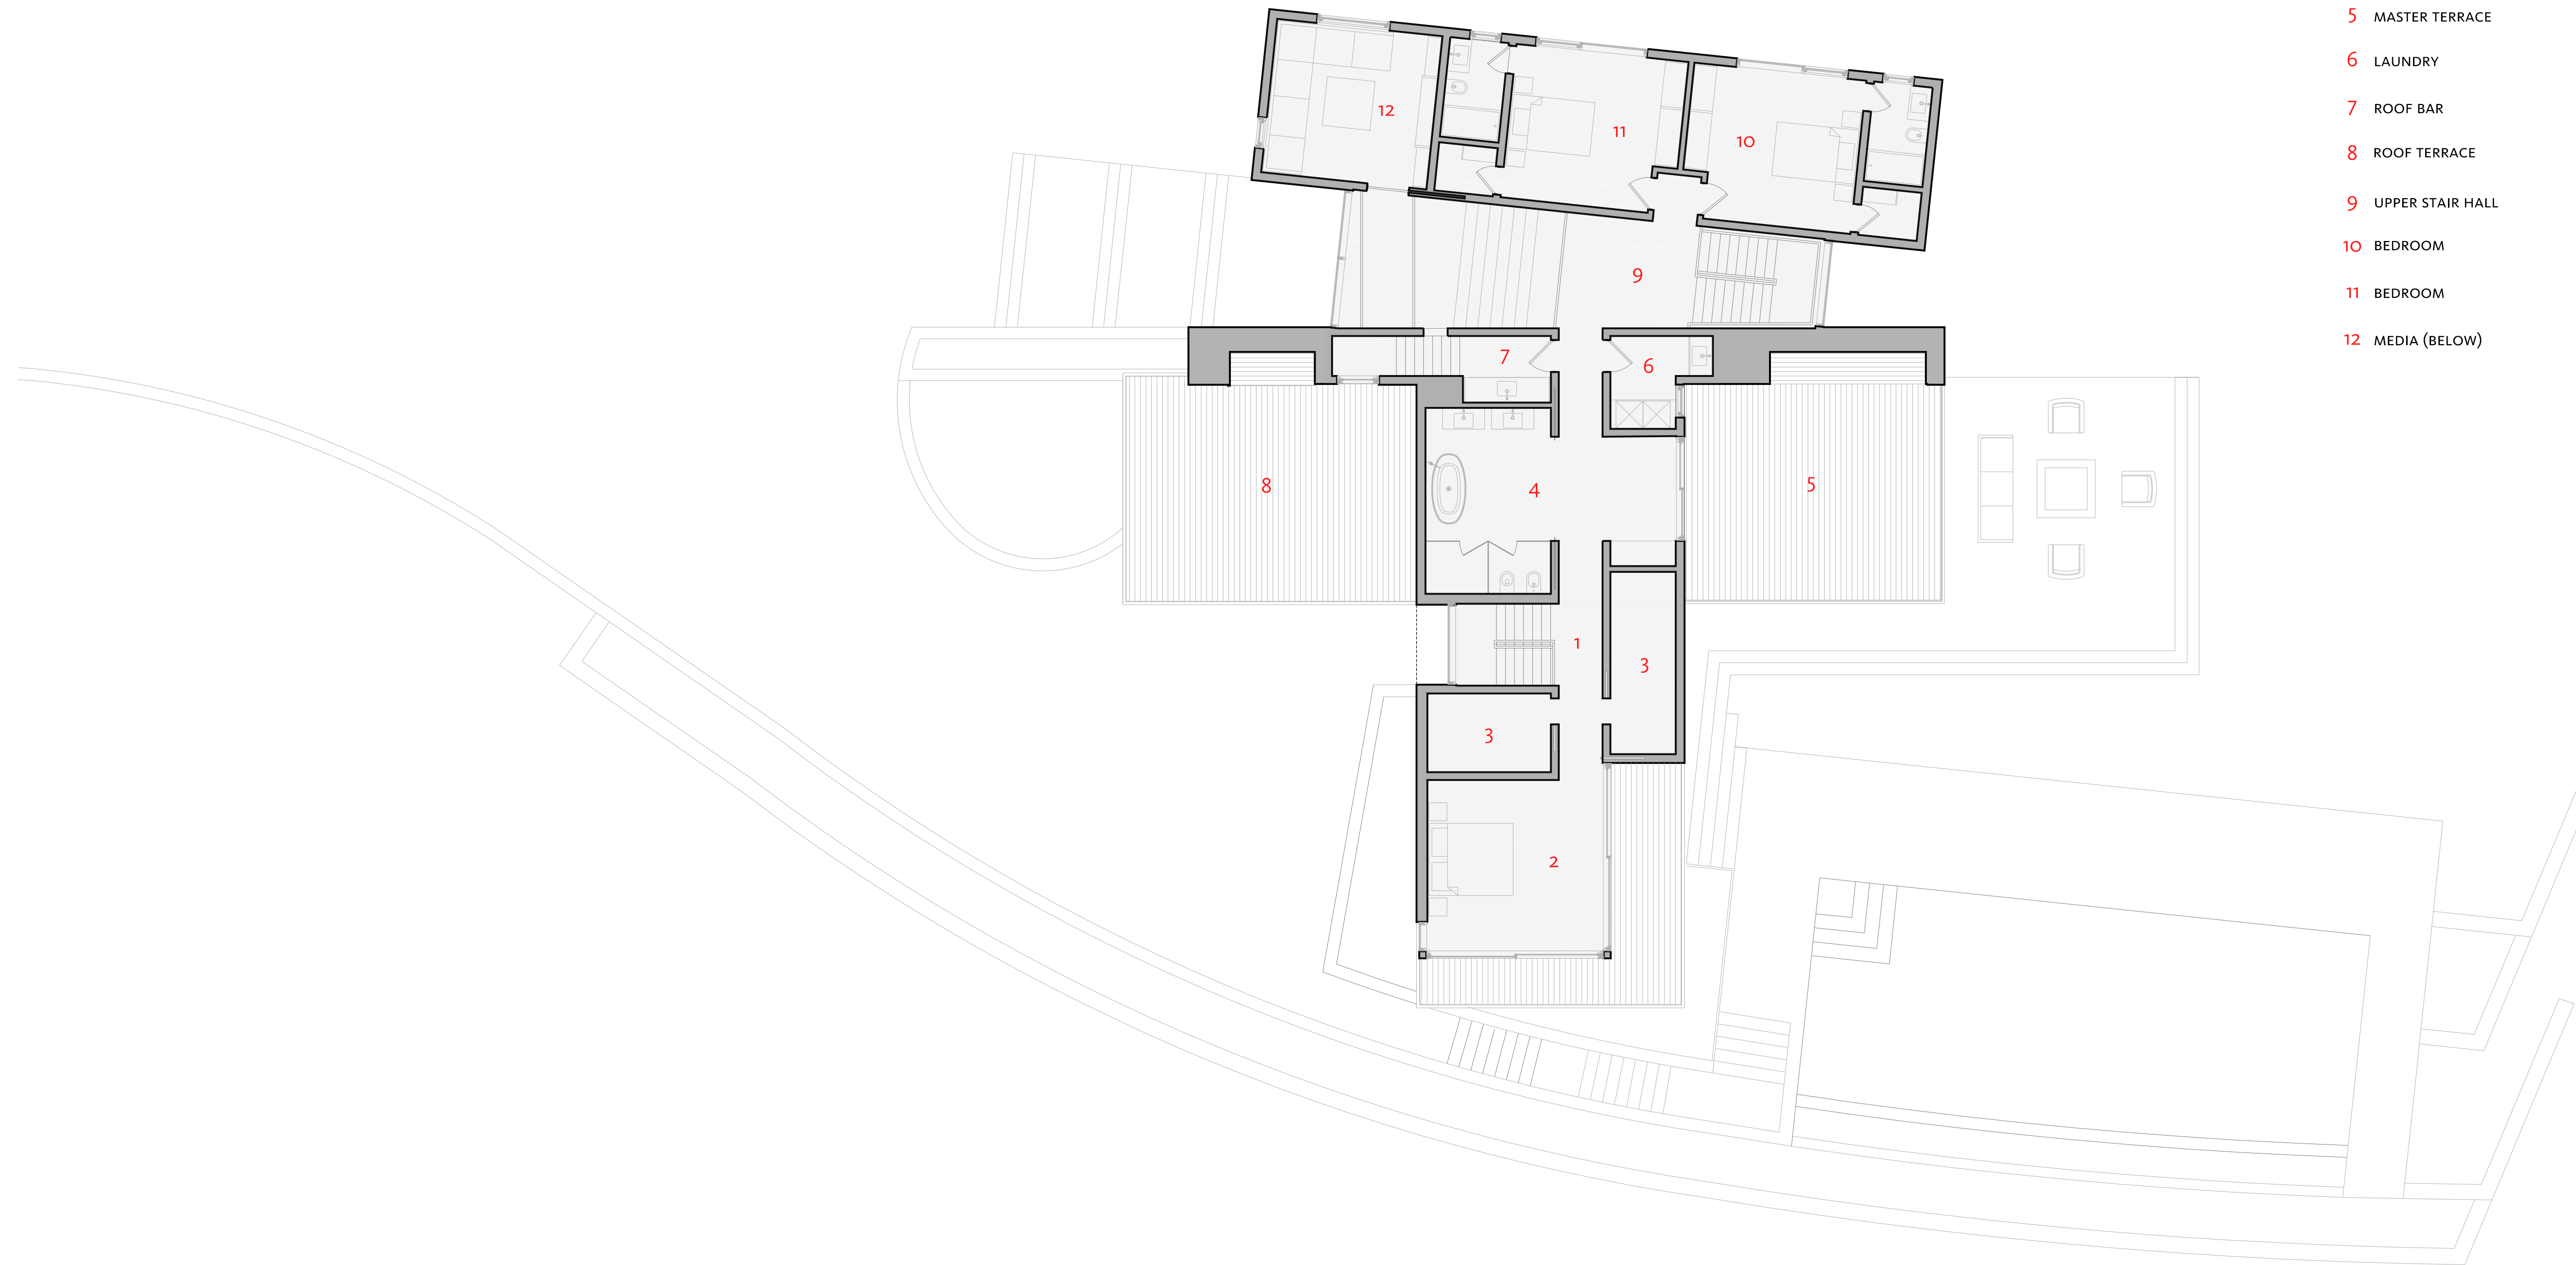 5 MASTER TERRACE
6 LAUNDRY
7 ROOF BAR
8 ROOF TERRACE
9 UPPER STAIR HALL
10 BEDROOM
11 BEDROOM
12 MEDIA (BELOW)
12
11
10
9
7
6
8
4
5
1
3
3
2